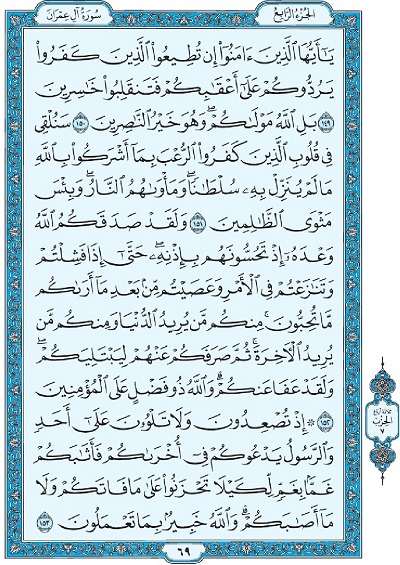 الجزء الرابع
سورة آل عمران
يَٰٓأَيُّهَا ٱلَّذِينَ ءَامَنُوٓا۟ إِن تُطِيعُوا۟ ٱلَّذِينَ كَفَرُوا۟
يَرُدُّوكُمْ عَلَىٰٓ أَعْقَٰبِكُمْ فَتَنقَلِبُوا۟ خَٰسِرِينَ
١٤٩ بَلِ ٱللَّهُ مَوْلَىٰكُمْ ۖ وَهُوَ خَيْرُ ٱلنَّٰصِرِينَ ١٥٠ سَنُلْقِى
فِى قُلُوبِ ٱلَّذِينَ كَفَرُوا۟ ٱلرُّعْبَ بِمَآ أَشْرَكُوا۟ بِٱللَّهِ
مَا لَمْ يُنَزِّلْ بِهِۦ سُلْطَٰنًا ۖ وَمَأْوَىٰهُمُ ٱلنَّارُ ۚ وَبِئْسَ
مَثْوَى ٱلظَّٰلِمِينَ ١٥١ وَلَقَدْ صَدَقَكُمُ ٱللَّهُ
وَعْدَهُۥٓ إِذْ تَحُسُّونَهُم بِإِذْنِهِۦ ۖ حَتَّىٰٓ إِذَا فَشِلْتُمْ
وَتَنَٰزَعْتُمْ فِى ٱلْأَمْرِ وَعَصَيْتُم مِّنۢ بَعْدِ مَآ أَرَىٰكُم
مَّا تُحِبُّونَ ۚ مِنكُم مَّن يُرِيدُ ٱلدُّنْيَا وَمِنكُم مَّن
يُرِيدُ ٱلْءَاخِرَةَ ۚ ثُمَّ صَرَفَكُمْ عَنْهُمْ لِيَبْتَلِيَكُمْ ۖ
وَلَقَدْ عَفَا عَنكُمْ ۗ وَٱللَّهُ ذُو فَضْلٍ عَلَى ٱلْمُؤْمِنِينَ
١٥٢ ۞ إِذْ تُصْعِدُونَ وَلَا تَلْوُۥنَ عَلَىٰٓ أَحَدٍ
وَٱلرَّسُولُ يَدْعُوكُمْ فِىٓ أُخْرَىٰكُمْ فَأَثَٰبَكُمْ
غَمًّۢا بِغَمٍّ لِّكَيْلَا تَحْزَنُوا۟ عَلَىٰ مَا فَاتَكُمْ وَلَا
مَآ أَصَٰبَكُمْ ۗ وَٱللَّهُ خَبِيرٌۢ بِمَا تَعْمَلُونَ ١٥٣
الحزب
٧
٦٩